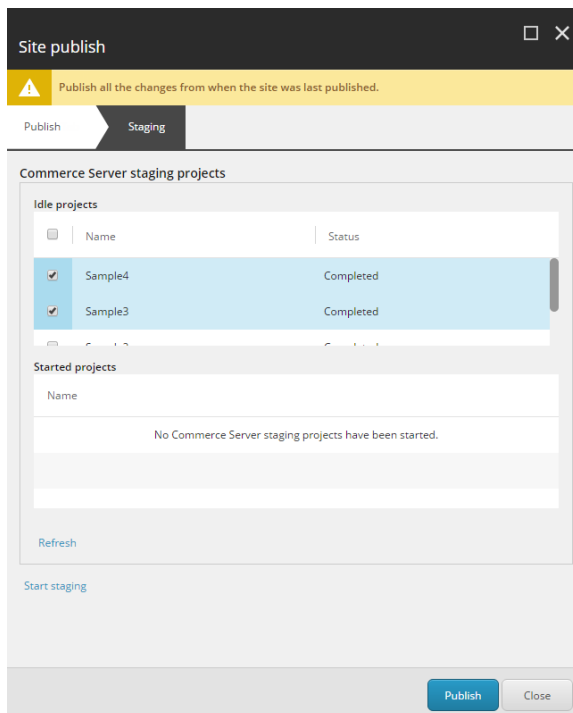 Site publish
Publish all the changes from when the site was last published.
Publish Staging
Commerce Server staging projects
Idle projects
Name Status
Sample4 Completed
Sample3 Completed
Started projects
Name
No Commerce Server staging projects have been started.
Refresh
Start staging
Publish Close